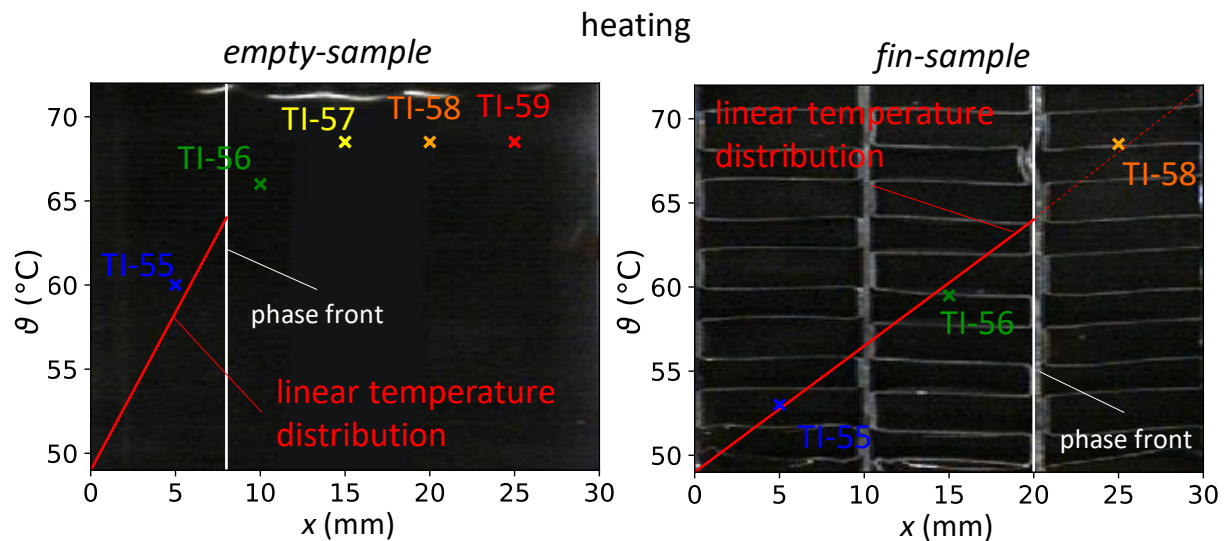 heating
empty-sample
70
65
60
55
50
ϑ (°C)
TI-55
TI-56
TI-57
TI-58
TI-59
phase front
linear temperature
distribution
0 5 10 15 20 25 30
x (mm)
fin-sample
70
65
60
55
50
ϑ (°C)
linear temperature
distribution
TI-58
TI-56
TI-55
phase front
0 5 10 15 20 25 30
x (mm)